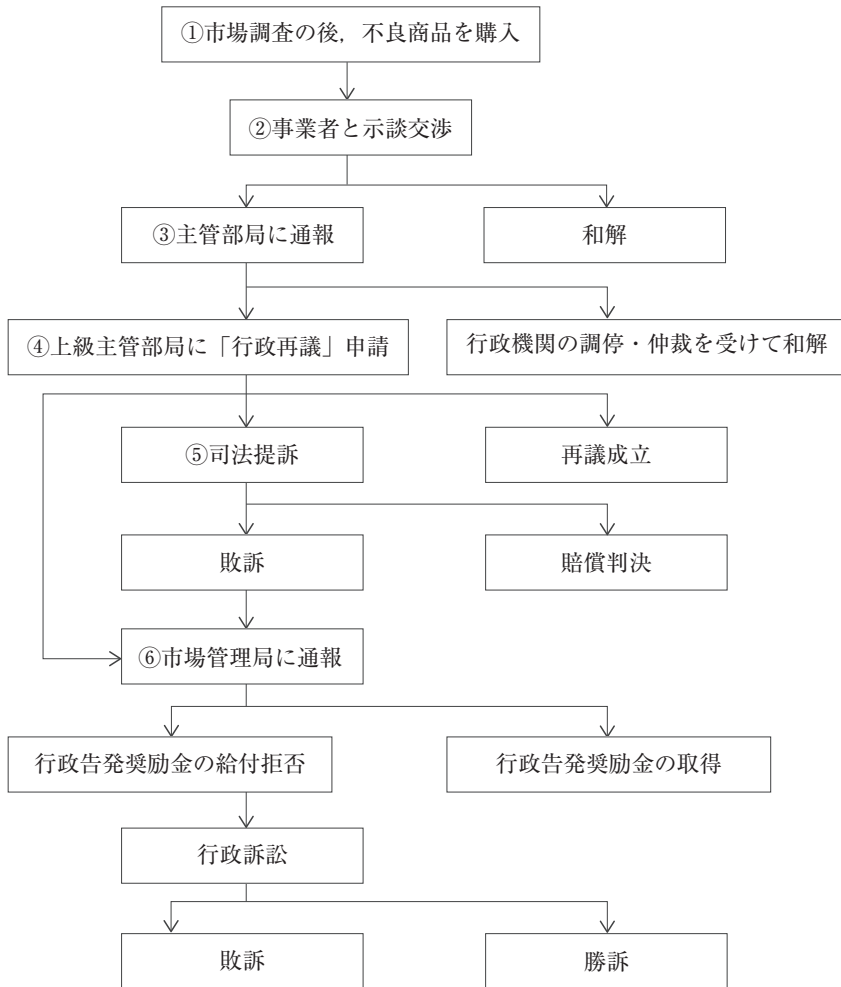 ①市場調査の後，不良商品を購入
②事業者と示談交渉
③主管部局に通報
和解
④上級主管部局に「行政再議」申請
行政機関の調停・仲裁を受けて和解
⑤司法提訴
再議成立
敗訴
賠償判決
⑥市場管理局に通報
行政告発奨励金の給付拒否
行政告発奨励金の取得
行政訴訟
敗訴
勝訴